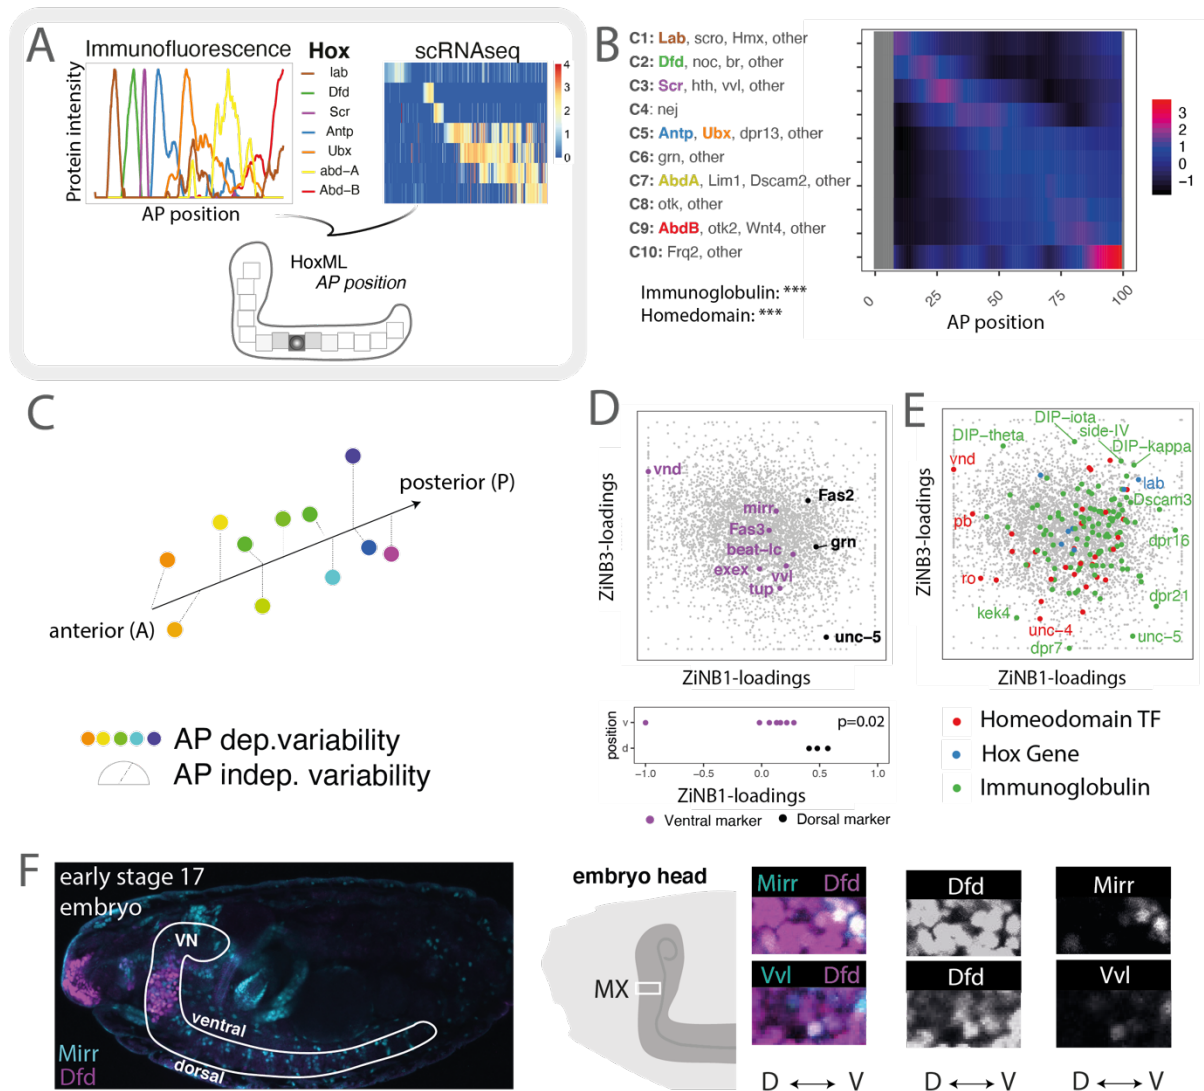 A
Immunofluorescence
Hox
scRNAseq
Protein intensity
AP position
lab
Dfd
Scr
Antp
Ubx
abd-A
Abd-B
4
3
2
1
0
HoxML
AP position
B
C1: Lab, scro, Hmx, other
C2: Dfd, noc, br, other
C3: Scr, hth, vvl, other
C4: nej
C5: Antp, Ubx, dpr13, other
C6: grn, other
C7: AbdA, Lim1, Dscam2, other
C8: otk, other
C9: AbdB, otk2, Wnt4, other
C10: Frq2, other
Immunoglobulin: ***
Homedomain: ***
0
25
50
75
100
AP position
3
2
1
0
−1
C
anterior (A)
posterior (P)
AP dep.variability
AP indep. variability
D
ZiNB3-loadings
vnd
mirr
Fas2
Fas3
grn
beat-Ic
exex
vvl
tup
unc-5
ZiNB1-loadings
position
v
d
p=0.02
−1.0
−0.5
0.0
0.5
1.0
ZiNB1-loadings
Ventral marker
Dorsal marker
E
ZiNB3-loadings
DIP-iota
side-IV
DIP-theta
DIP-kappa
vnd
lab
Dscam3
pb
dpr16
ro
dpr21
kek4
unc-4
unc-5
dpr7
ZiNB1-loadings
Homeodomain TF
Hox Gene
Immunoglobulin
F
early stage 17
embryo
VN
ventral
dorsal
Mirr
Dfd
embryo head
MX
Mirr Dfd
Dfd
Mirr
Vvl Dfd
Dfd
Vvl
D V
D V
D V